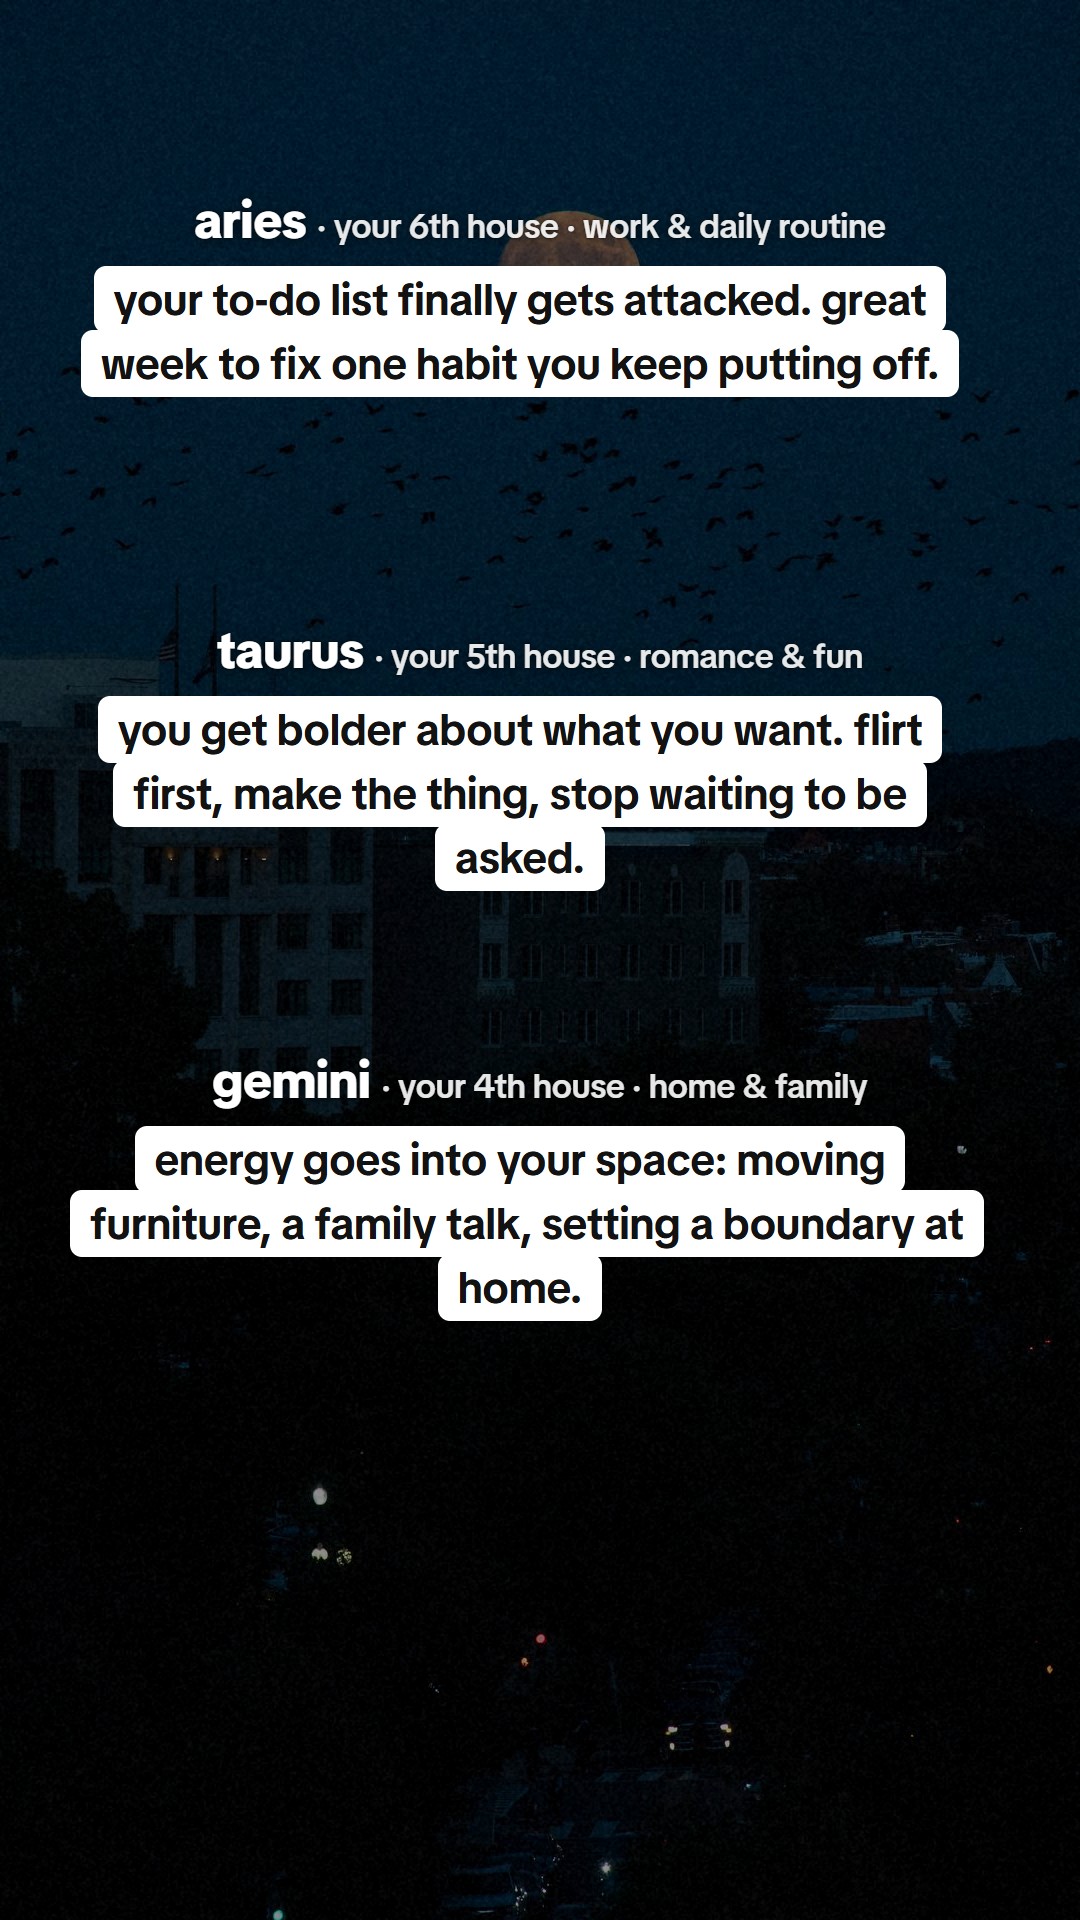 aries · your 6th house · work & daily routine
your to-do list finally gets attacked. great
week to fix one habit you keep putting off.
taurus · your 5th house · romance & fun
you get bolder about what you want. flirt
first, make the thing, stop waiting to be
asked.
gemini · your 4th house · home & family
energy goes into your space: moving
furniture, a family talk, setting a boundary at
home.